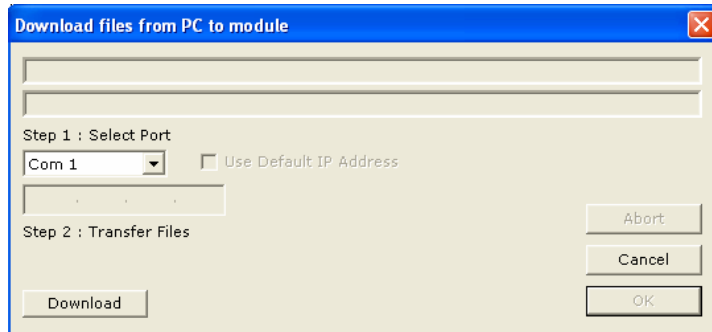 Download files from PC to module
Step 1 : Select Port
Com 1
Use Default IP Address
. . .
Step 2 : Transfer Files
Abort
Cancel
Download
OK